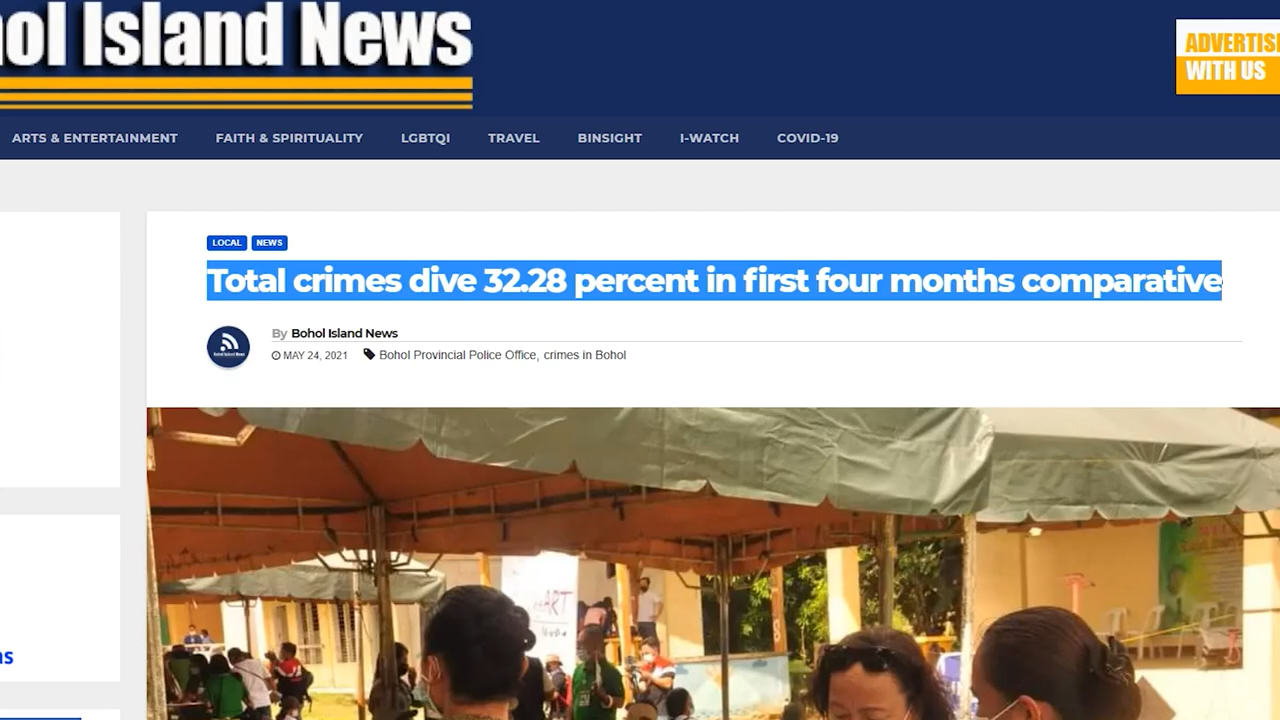 ol Island News
ADVERTIS
WITH US
ARTS & ENTERTAINMENT FAITH & SPIRITUALITY LGBTQI TRAVEL BINSIGHT I-WATCH COVID-19
LOCAL NEWS
Total crimes dive 32.28 percent in first four months comparative
By Bohol Island News
MAY 24, 2021 Bohol Provincial Police Office, crimes in Bohol
as